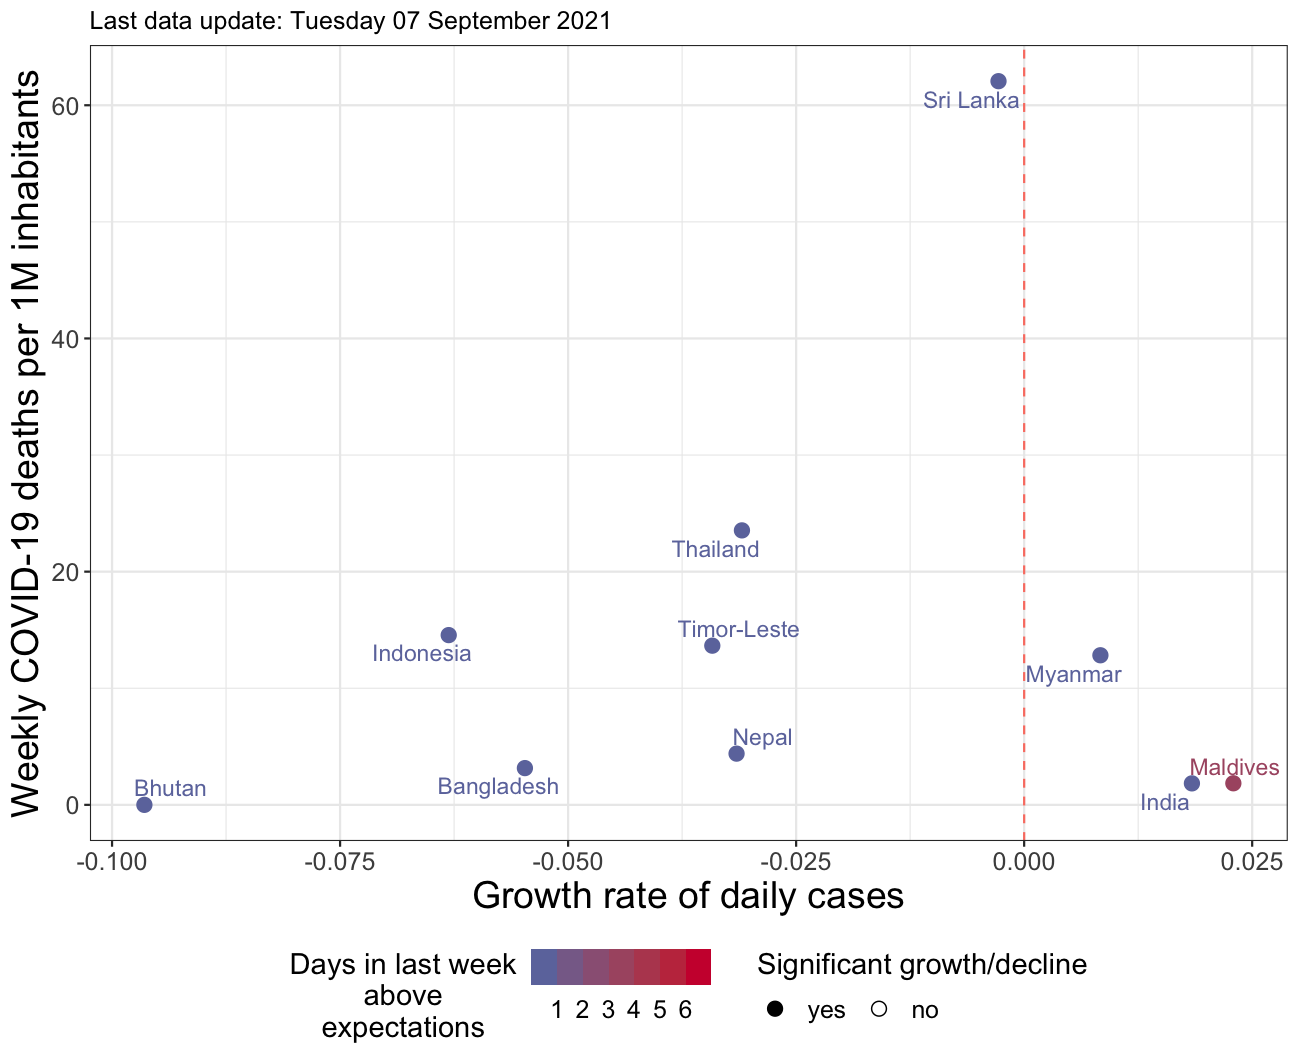 Last data update: Tuesday 07 September 2021
Weekly COVID-19 deaths per 1M inhabitants
60
40
20
0
Sri Lanka
Thailand
Timor-Leste
Indonesia
Myanmar
Nepal
Maldives
Bangladesh
Bhutan
India
-0.100 -0.075 -0.050 -0.025 0.000 0.025
Growth rate of daily cases
Days in last week
above
expectations
1 2 3 4 5 6
Significant growth/decline
yes no